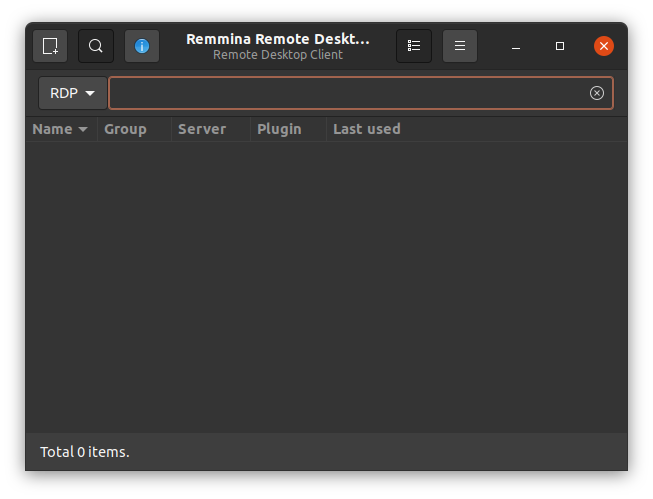 Remmina Remote Deskt...
Remote Desktop Client
RDP
Name Group Server Plugin Last used
Total 0 items.